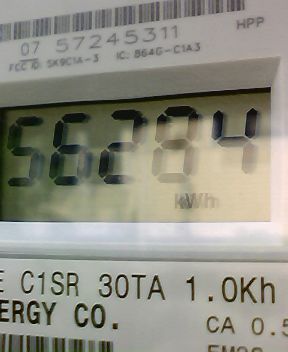 HPP
07 57245311
FCC ID: SK9C1A-3 IC: 864G-C1A3
56284
kWh
E C1SR 30TA 1.0Kh
ERGY CO.
CA 0.5